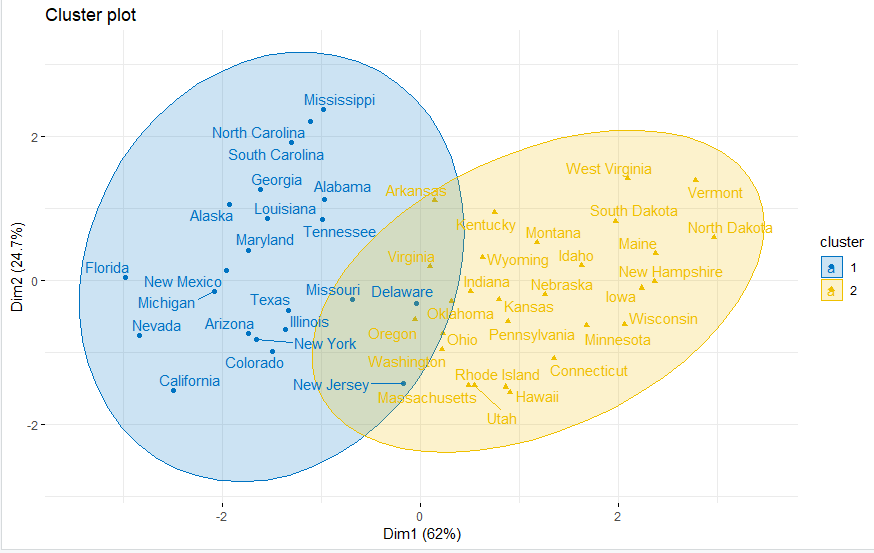 Cluster plot
Mississippi
North Carolina
South Carolina
West Virginia
Georgia
Alabama
Arkansas
Vermont
Alaska
Louisiana
South Dakota
Kentucky
Tennessee
Montana
North Dakota
Maryland
Maine
Virginia
Wyoming
Idaho
Florida
New Mexico
New Hampshire
Indiana
Nebraska
Missouri
Delaware
Michigan
Texas
Iowa
Kansas
Oklahoma
Nevada
Arizona
Illinois
Wisconsin
Oregon
Ohio
Pennsylvania
Minnesota
New York
Colorado
Washington
Connecticut
California
New Jersey
Rhode Island
Massachusetts
Hawaii
Utah
2
0
-2
Dim2 (24.7%)
-2
0
2
Dim1 (62%)
cluster
a 1
a 2